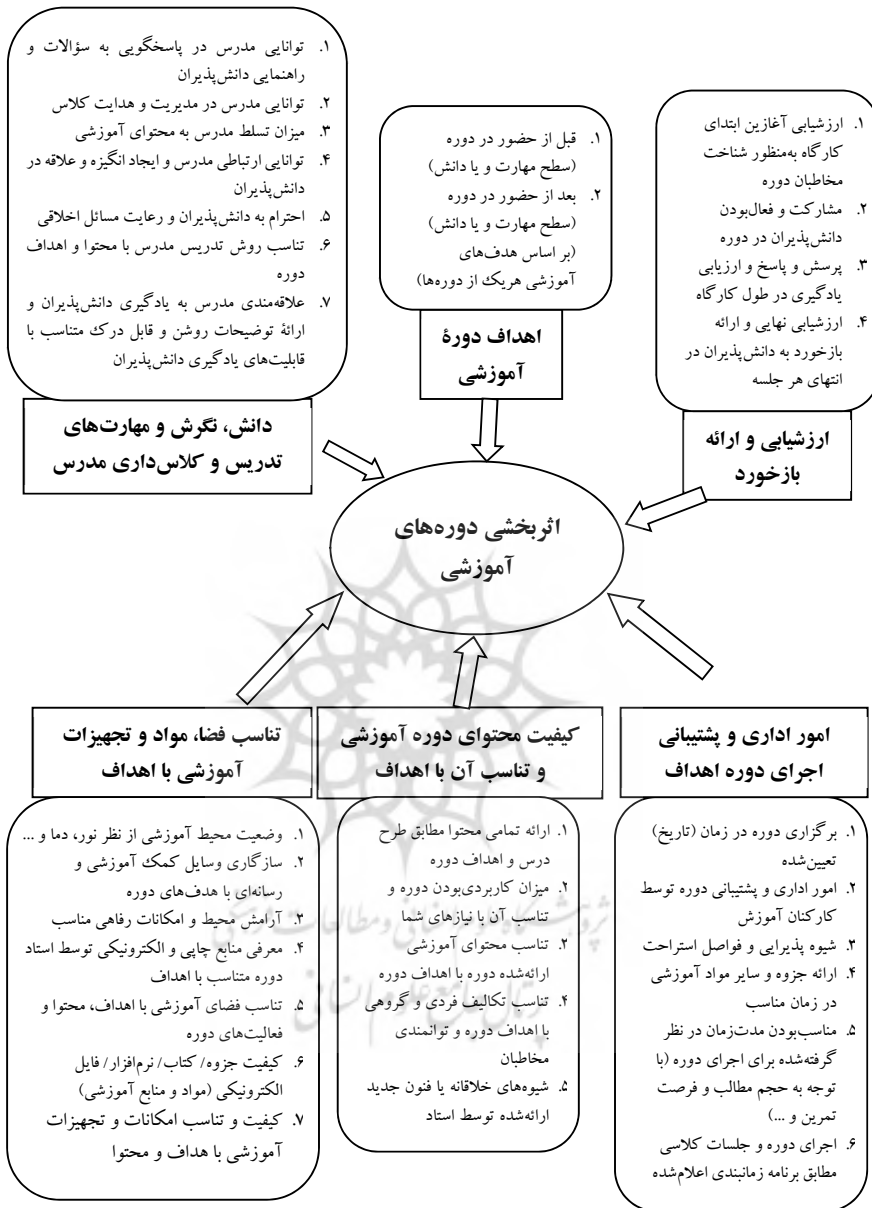 ۱. ارزشیابی آغازین ابتدای
کارگاه به‌منظور شناخت
مخاطبان دوره
۲. مشارکت و فعال‌بودن
دانش‌پذیران در دوره
۳. پرسش و پاسخ و ارزیابی
یادگیری در طول کارگاه
۴. ارزشیابی نهایی و ارائه
بازخورد به دانش‌پذیران در
انتهای هر جلسه
ارزشیابی و ارائه
بازخورد
۱. قبل از حضور در دوره
(سطح مهارت و یا دانش)
۲. بعد از حضور در دوره
(سطح مهارت و یا دانش)
(بر اساس هدف‌های
آموزشی هریک از دوره‌ها)
اهداف دورۀ
آموزشی
۱. توانایی مدرس در پاسخگویی به سؤالات و
راهنمایی دانش‌پذیران
۲. توانایی مدرس در مدیریت و هدایت کلاس
۳. میزان تسلط مدرس به محتوای آموزشی
۴. توانایی ارتباطی مدرس و ایجاد انگیزه و علاقه در
دانش‌پذیران
۵. احترام به دانش‌پذیران و رعایت مسائل اخلاقی
۶. تناسب روش تدریس مدرس با محتوا و اهداف
دوره
۷. علاقه‌مندی مدرس به یادگیری دانش‌پذیران و
ارائۀ توضیحات روشن و قابل درک متناسب با
قابلیت‌های یادگیری دانش‌پذیران
دانش، نگرش و مهارت‌های
تدریس و کلاس‌داری مدرس
اثربخشی دوره‌های
آموزشی
امور اداری و پشتیبانی
اجرای دوره اهداف
۱. برگزاری دوره در زمان (تاریخ)
تعیین‌شده
۲. امور اداری و پشتیبانی دوره توسط
کارکنان آموزش
۳. شیوه پذیرایی و فواصل استراحت
۴. ارائه جزوه و سایر مواد آموزشی
در زمان مناسب
۵. مناسب‌بودن مدت‌زمان در نظر
گرفته‌شده برای اجرای دوره (با
توجه به حجم مطالب و فرصت
تمرین و ...)
۶. اجرای دوره و جلسات کلاسی
مطابق برنامه زمانبندی اعلام‌شده
کیفیت محتوای دوره آموزشی
و تناسب آن با اهداف
۱. ارائه تمامی محتوا مطابق طرح
درس و اهداف دوره
۲. میزان کاربردی‌بودن دوره و
تناسب آن با نیازهای شما
۲. تناسب محتوای آموزشی
ارائه‌شده دوره با اهداف دوره
۴. تناسب تکالیف فردی و گروهی
با اهداف دوره و توانمندی
مخاطبان
۵. شیوه‌های خلاقانه یا فنون جدید
ارائه‌شده توسط استاد
تناسب فضا، مواد و تجهیزات
آموزشی با اهداف
۱. وضعیت محیط آموزشی از نظر نور، دما و ...
۲. سازگاری وسایل کمک آموزشی و
رسانه‌ای با هدف‌های دوره
۳. آرامش محیط و امکانات رفاهی مناسب
۴. معرفی منابع چاپی و الکترونیکی توسط استاد
دوره متناسب با اهداف
۵. تناسب فضای آموزشی با اهداف، محتوا و
فعالیت‌های دوره
۶. کیفیت جزوه/ کتاب/ نرم‌افزار/ فایل
الکترونیکی (مواد و منابع آموزشی)
۷. کیفیت و تناسب امکانات و تجهیزات
آموزشی با هداف و محتوا
پژوهشگاه علوم انسانی و مطالعات فرهنگی
پرتال جامع علوم انسانی